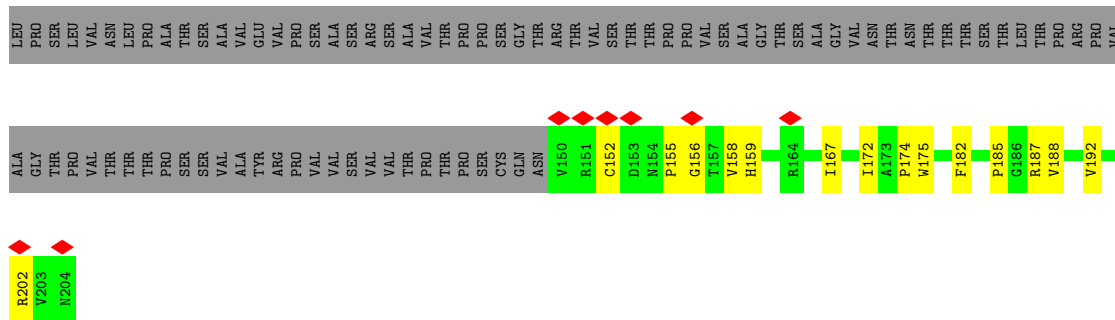 LEU PRO SER LEU VAL ASN LEU PRO ALA THR SER SER ALA VAL GLU VAL PRO SER ALA SER ARG SER ALA VAL THR PRO PRO SER GLY THR ARG THR VAL SER THR THR PRO PRO VAL SER ALA GLY THR SER ALA GLY VAL ASN THR ASN THR THR THR SER THR LEU THR PRO ARG PRO VAL
ALA GLY THR PRO VAL THR THR THR PRO SER SER VAL ALA TYR ARG PRO VAL VAL SER VAL VAL THR PRO THR PRO SER CYS GLN ASN V150 R151 C152 D153 N154 P155 G156 T157 V158 H159 R164 I167 I172 A173 P174 W175 F182 P185 G186 R187 V188 V192
R202 V203 N204